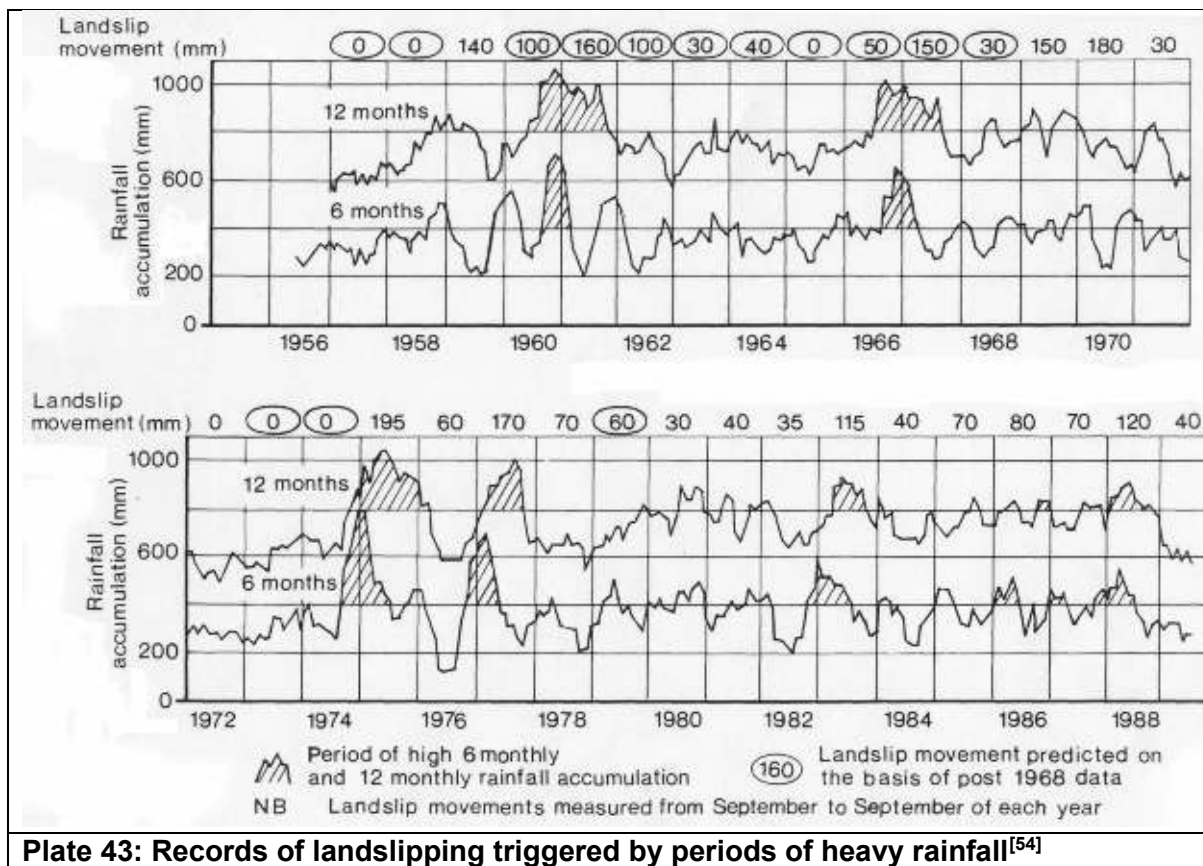 Landslip
movement (mm) 0 0 140 100 160 100 30 40 0 50 150 30 150 180 30
1000
12 months
600
6 months
200
0
Rainfall
accumulation (mm)
1956 1958 1960 1962 1964 1966 1968 1970
Landslip
movement (mm) 0 0 0 195 60 170 70 60 30 40 35 115 40 70 80 70 120 40
1000
12 months
600
6 months
200
0
Rainfall
accumulation (mm)
1972 1974 1976 1978 1980 1982 1984 1986 1988
Period of high 6 monthly
and 12 monthly rainfall accumulation
160 Landslip movement predicted on
the basis of post 1968 data
NB Landslip movements measured from September to September of each year
Plate 43: Records of landslipping triggered by periods of heavy rainfall[54]